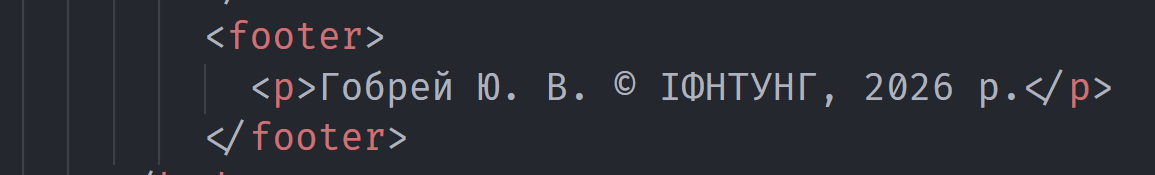 <footer>
<p>Гобрей Ю. В. © ІФНТУНГ, 2026 р.</p>
</footer>